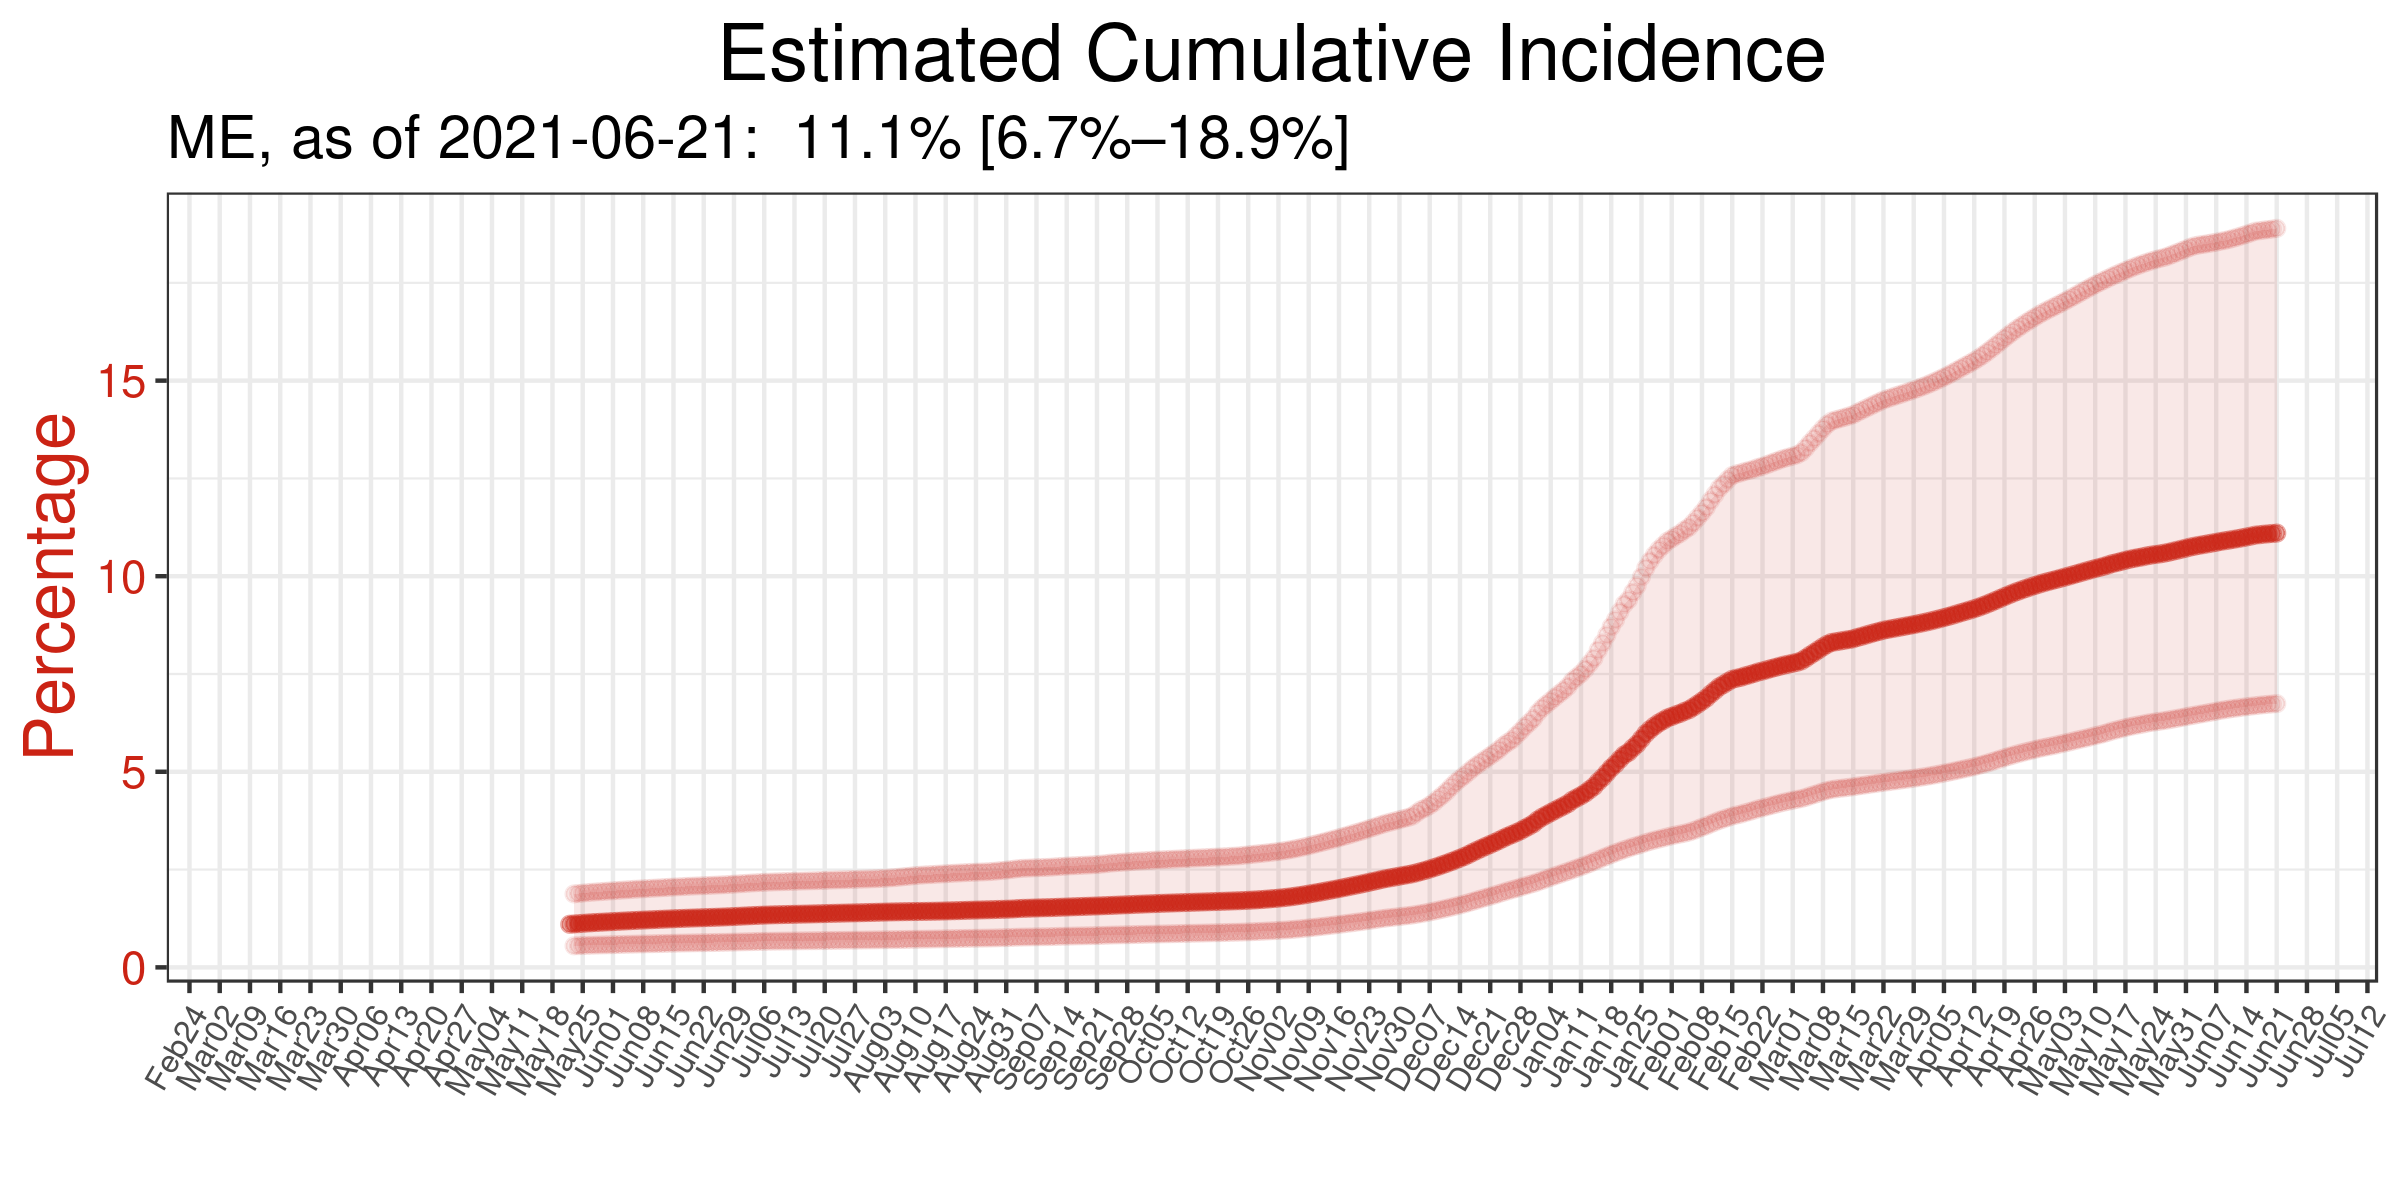 Estimated Cumulative Incidence
ME, as of 2021-06-21:  11.1% [6.7%–18.9%]
Percentage
15
10
5
0
Feb24
Mar02
Mar09
Mar16
Mar23
Mar30
Apr06
Apr13
Apr20
Apr27
May04
May11
May18
May25
Jun01
Jun08
Jun15
Jun22
Jun29
Jul06
Jul13
Jul20
Jul27
Aug03
Aug10
Aug17
Aug24
Aug31
Sep07
Sep14
Sep21
Sep28
Oct05
Oct12
Oct19
Oct26
Nov02
Nov09
Nov16
Nov23
Nov30
Dec07
Dec14
Dec21
Dec28
Jan04
Jan11
Jan18
Jan25
Feb01
Feb08
Feb15
Feb22
Mar01
Mar08
Mar15
Mar22
Mar29
Apr05
Apr12
Apr19
Apr26
May03
May10
May17
May24
May31
Jun07
Jun14
Jun21
Jun28
Jul05
Jul12